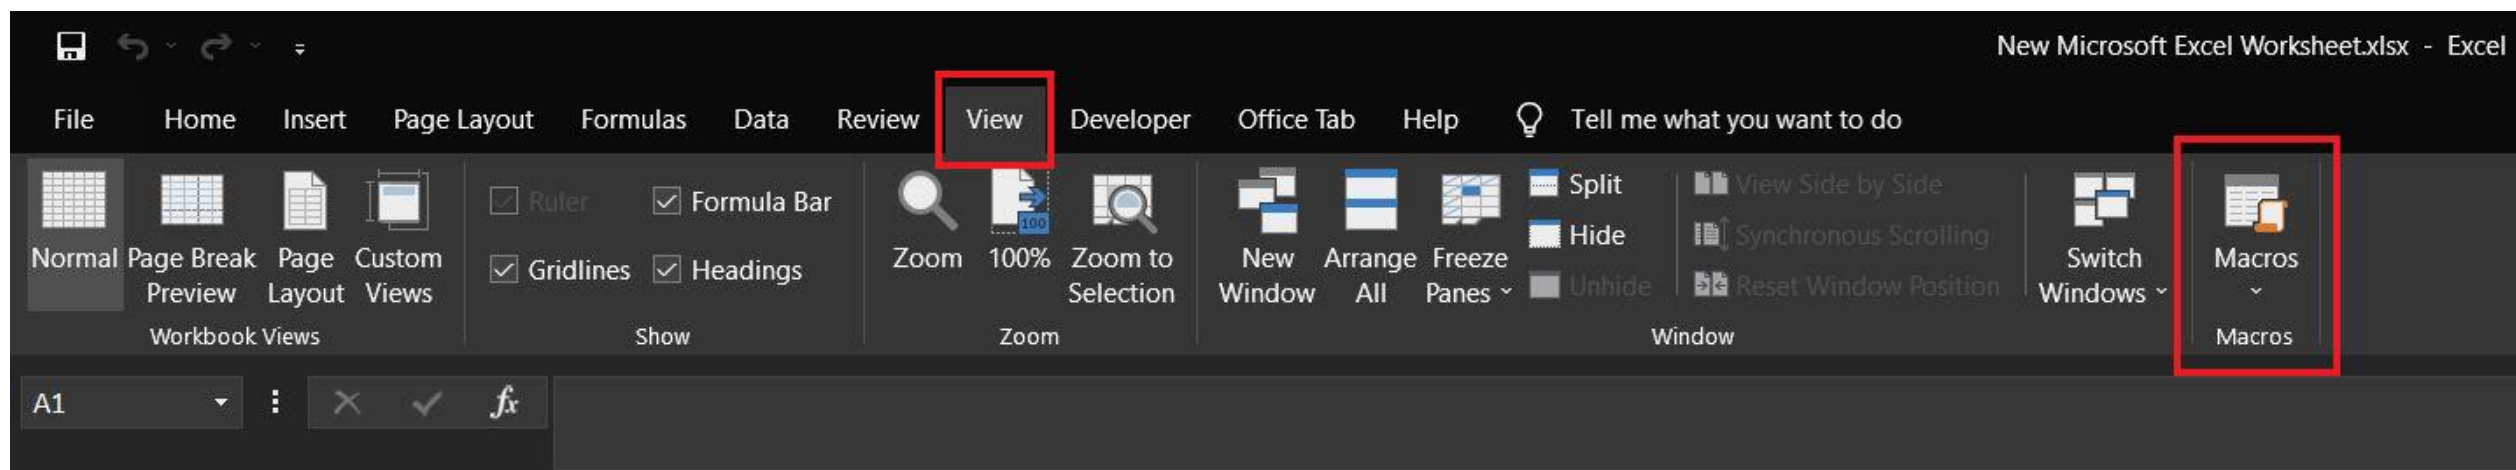 New Microsoft Excel Worksheet.xlsx - Excel
File Home Insert Page Layout Formulas Data Review View Developer Office Tab Help Tell me what you want to do
Normal
Page Break
Preview
Page
Layout
Custom
Views
Workbook Views
Ruler
Formula Bar
Gridlines
Headings
Show
Zoom
100
100%
Zoom to
Selection
Zoom
New
Window
Arrange
All
Freeze
Panes
Split
Hide
Unhide
View Side by Side
Synchronous Scrolling
Reset Window Position
Window
Switch
Windows
Macros
Macros
A1
fx